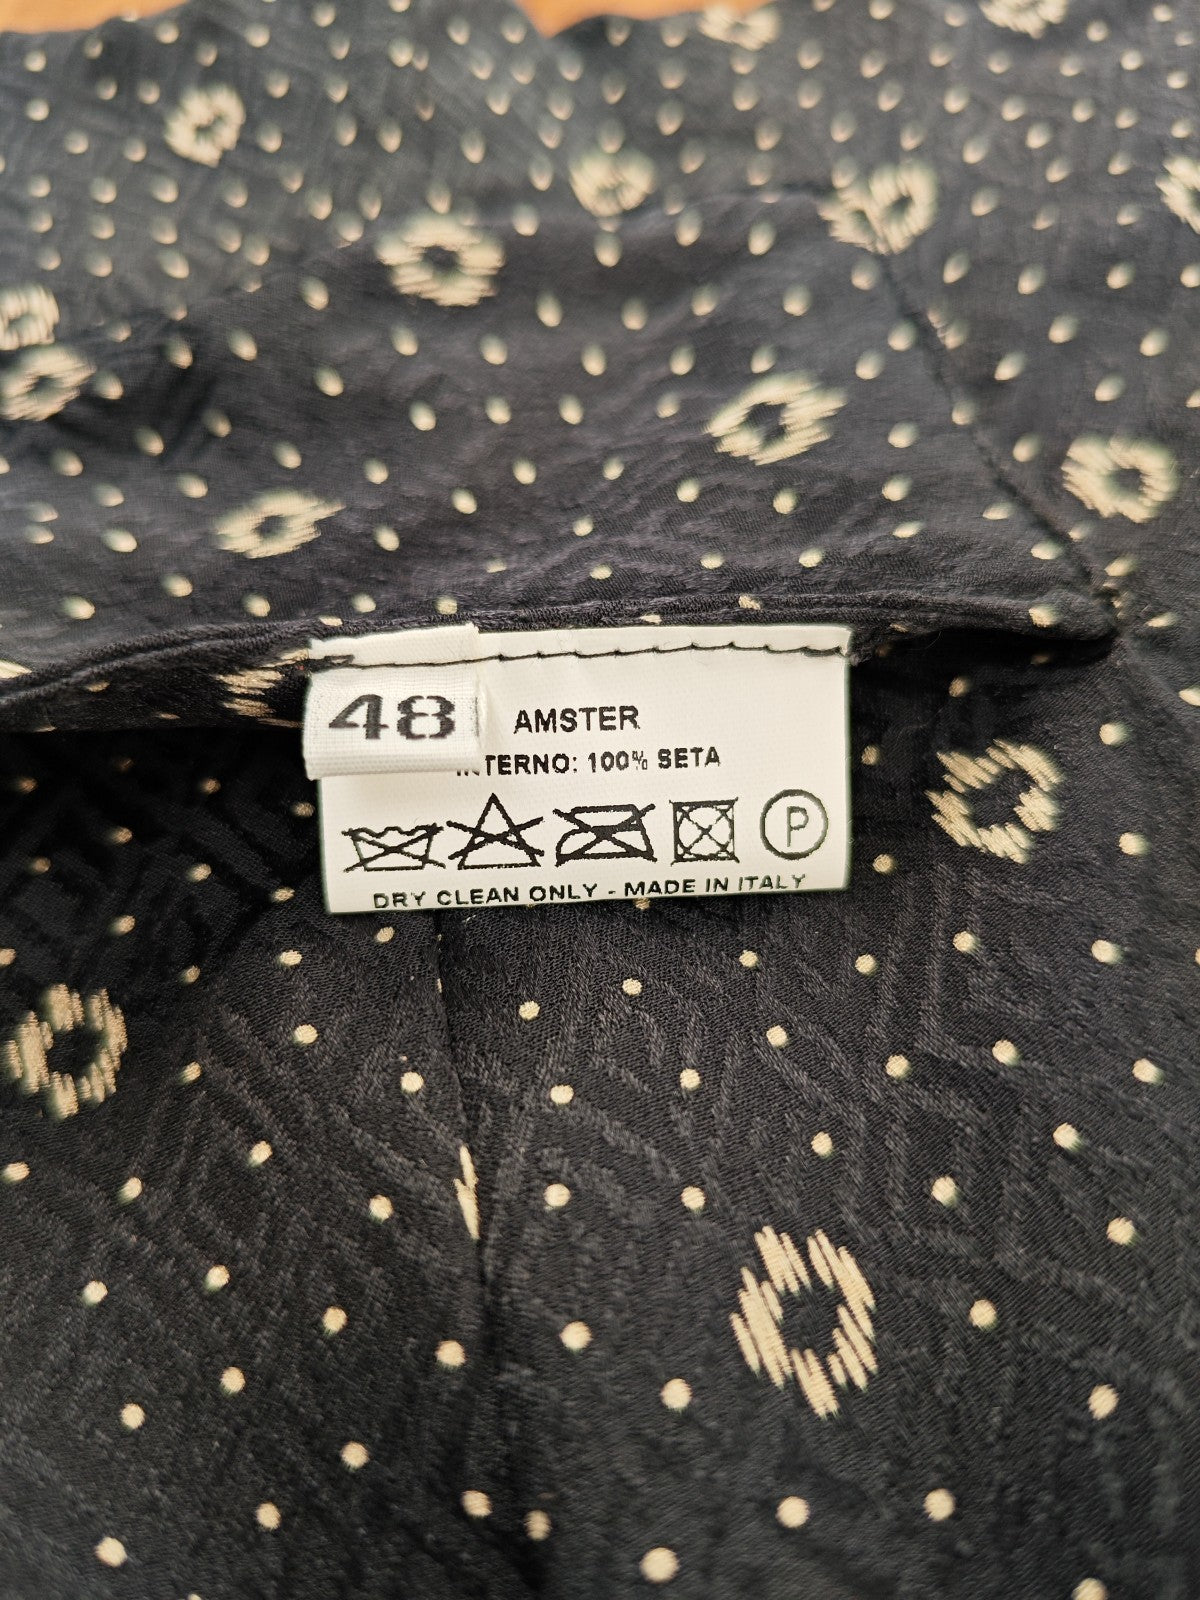 48
AMSTER
INTERNO: 100% SETA
P
DRY CLEAN ONLY - MADE IN ITALY